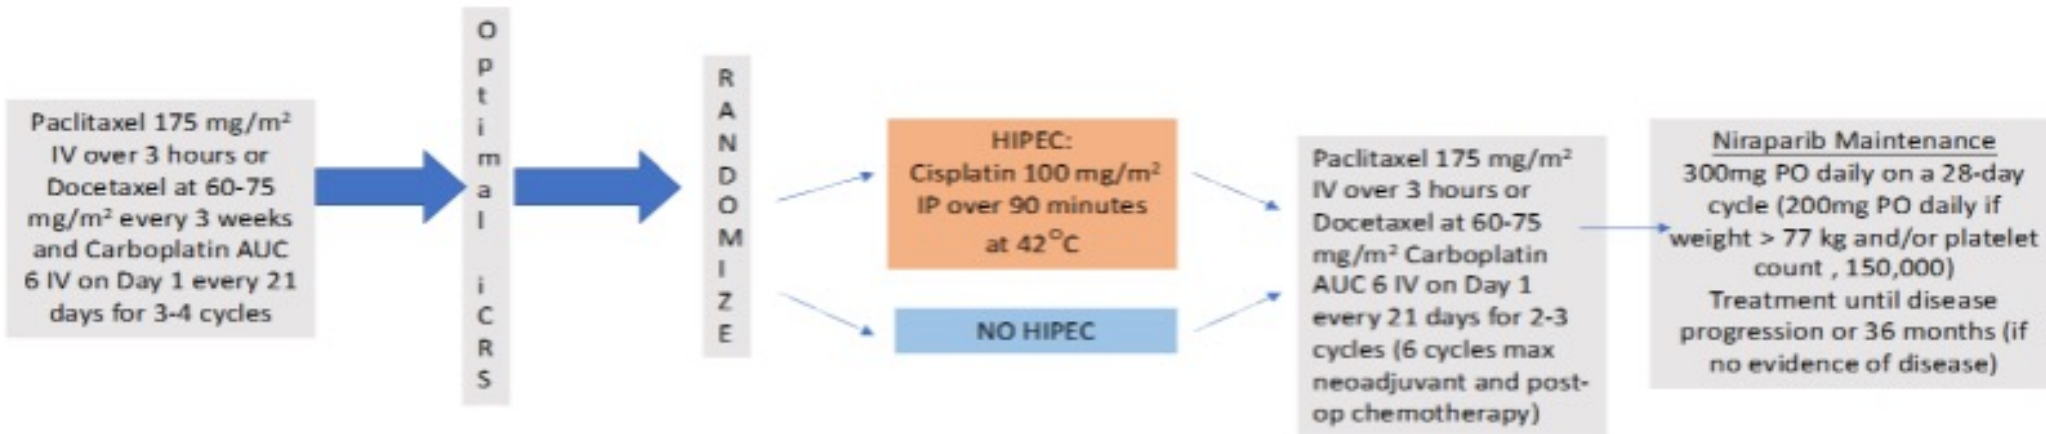 Paclitaxel 175 mg/m²
IV over 3 hours or
Docetaxel at 60-75
mg/m² every 3 weeks
and Carboplatin AUC
6 IV on Day 1 every 21
days for 3-4 cycles
Optimal iCRS
RANDOMIZE
HIPEC:
Cisplatin 100 mg/m²
IP over 90 minutes
at 42°C
NO HIPEC
Paclitaxel 175 mg/m²
IV over 3 hours or
Docetaxel at 60-75
mg/m² Carboplatin
AUC 6 IV on Day 1
every 21 days for 2-3
cycles (6 cycles max
neoadjuvant and post-
op chemotherapy)
Niraparib Maintenance
300mg PO daily on a 28-day
cycle (200mg PO daily if
weight > 77 kg and/or platelet
count , 150,000)
Treatment until disease
progression or 36 months (if
no evidence of disease)